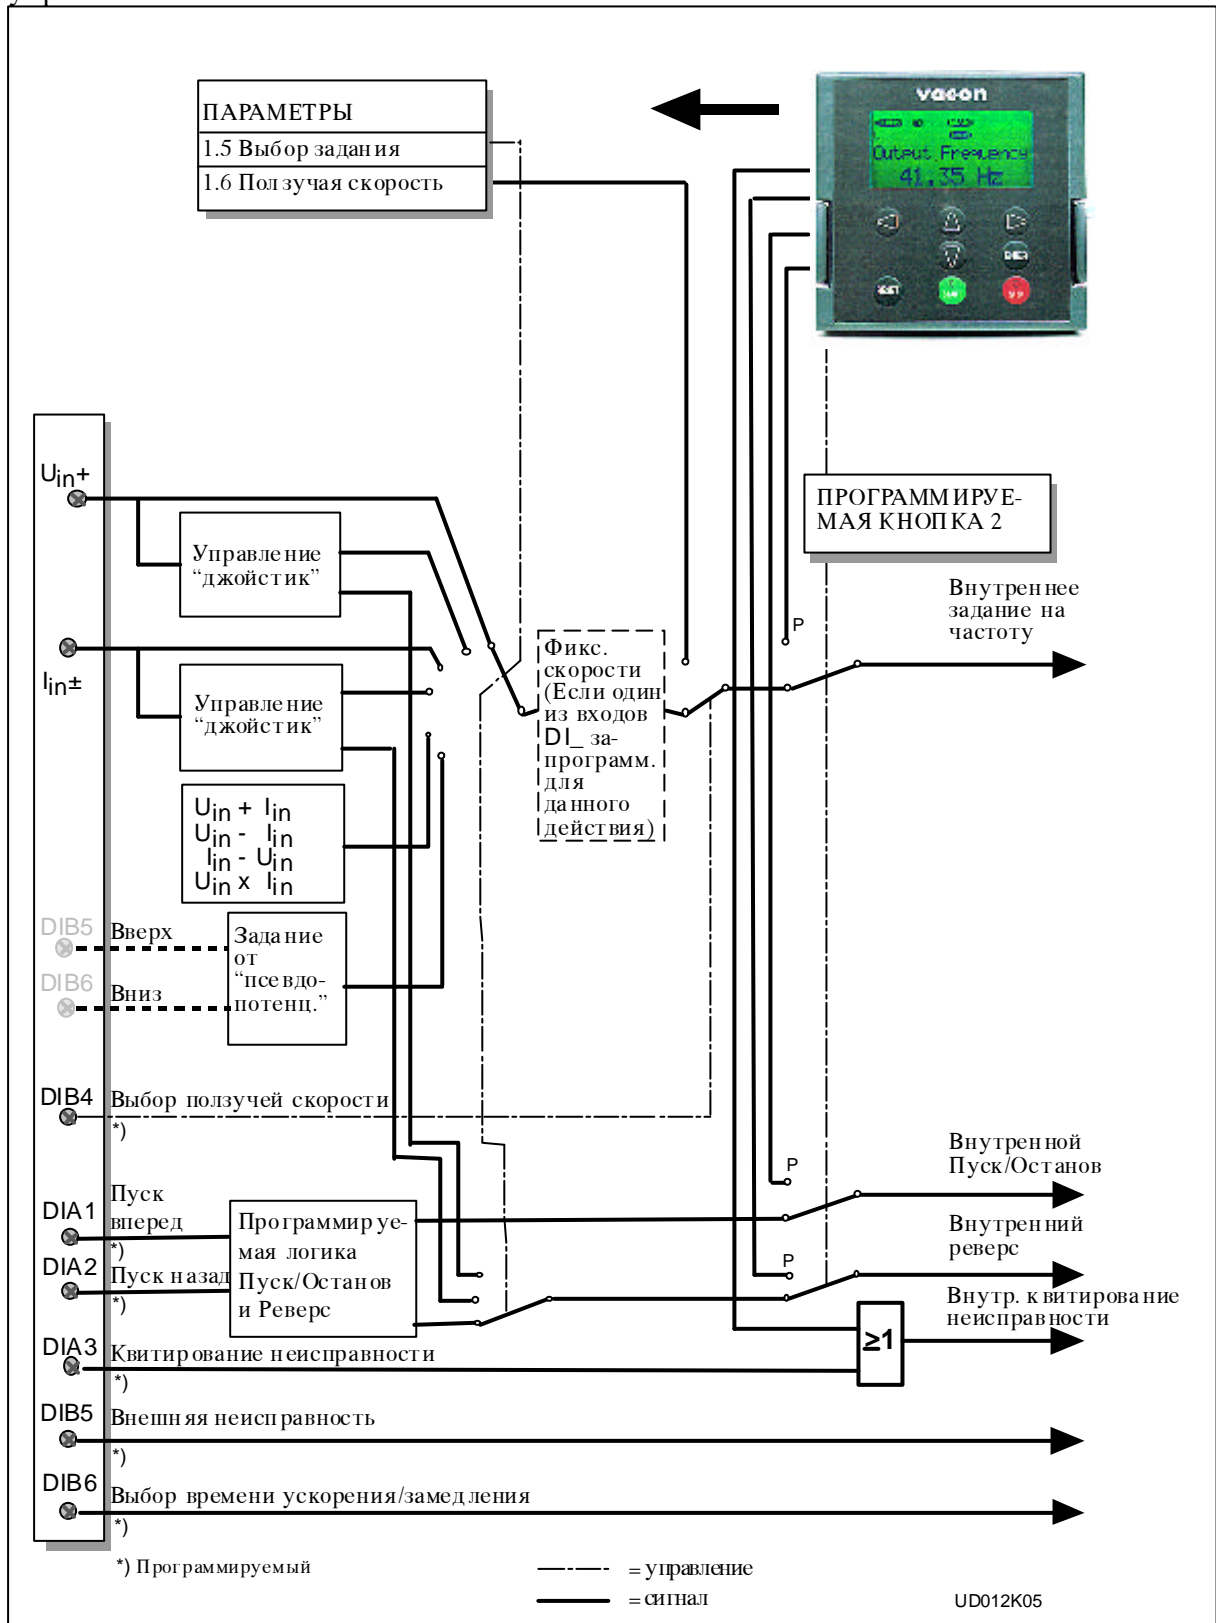 ПАРАМЕТРЫ
1.5 Выбор задания
1.6 Ползучая скорость
vacon
Output Frequency
41.35 Hz
ENTER
RESET
Uin+
Управление
“джойстик”
Iin±
Управление
“джойстик”
Uin + Iin
Uin - Iin
Iin - Uin
Uin x Iin
ПРОГРАММИРУЕ-
МАЯ КНОПКА 2
Фикс.
скорости
(Если один
из входов
DI_ за-
программ.
для
данного
действия)
P
Внутреннее
задание на
частоту
DIB5
Вверх
DIB6
Вниз
Задание
от
“псевдо-
потенц.”
DIB4
Выбор ползучей скорости
*)
DIA1
Пуск
вперед
*)
DIA2
Пуск назад
*)
Программируе-
мая логика
Пуск/Останов
и Реверс
P
Внутренной
Пуск/Останов
P
Внутренний
реверс
Внутр. квитирование
неисправности
≥1
DIA3
Квитирование неисправности
*)
DIB5
Внешняя неисправность
*)
DIB6
Выбор времени ускорения/замедления
*)
*) Программируемый
= управление
= сигнал
UD012K05